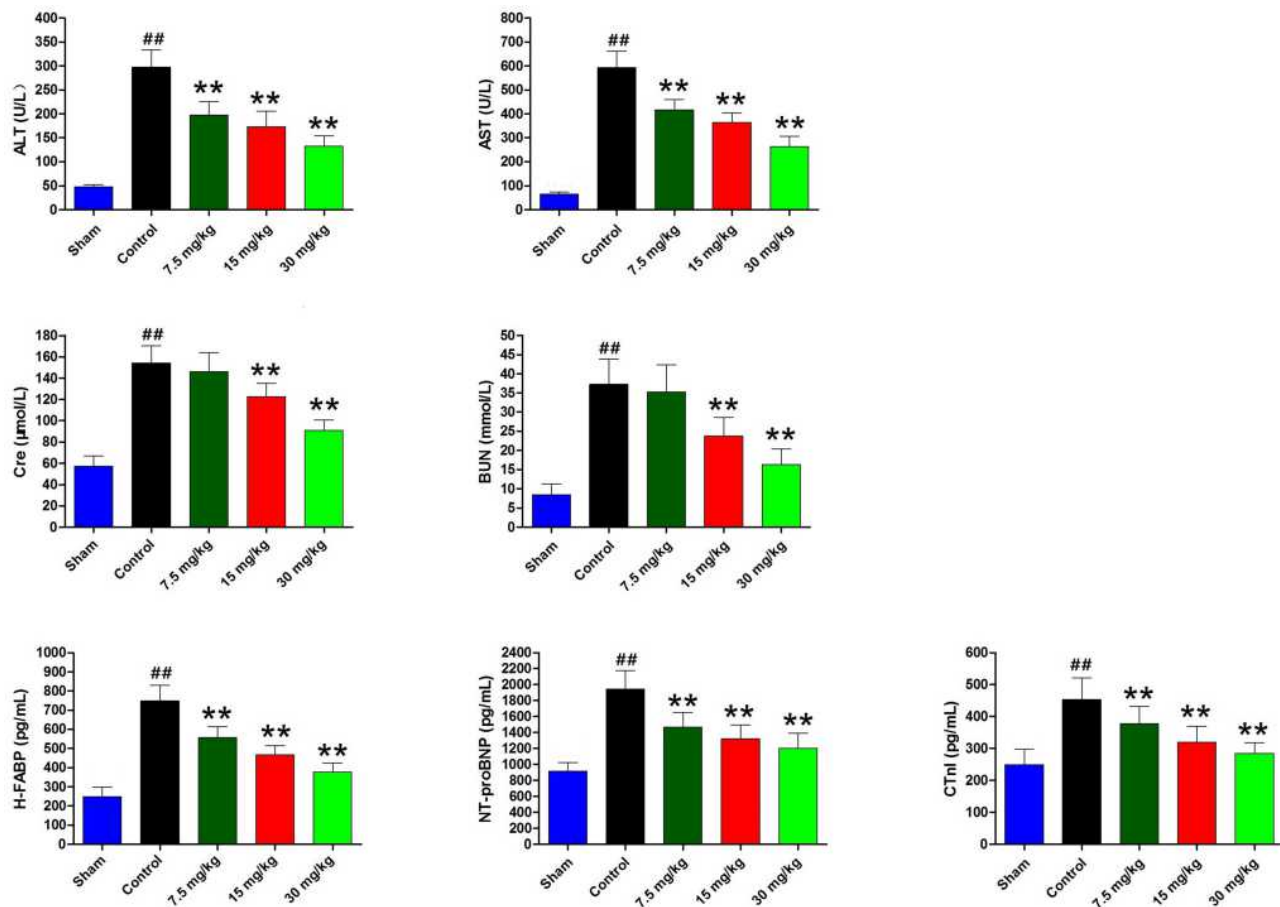 400
350
300
250
200
150
100
50
0
ALT (U/L）
##
**
**
**
Sham
Control
7.5 mg/kg
15 mg/kg
30 mg/kg
800
700
600
500
400
300
200
100
0
AST (U/L)
##
**
**
**
Sham
Control
7.5 mg/kg
15 mg/kg
30 mg/kg
180
160
140
120
100
80
60
40
20
0
Cre (μmol/L)
##
**
**
Sham
Control
7.5 mg/kg
15 mg/kg
30 mg/kg
50
45
40
35
30
25
20
15
10
5
0
BUN (mmol/L)
##
**
**
Sham
Control
7.5 mg/kg
15 mg/kg
30 mg/kg
1000
900
800
700
600
500
400
300
200
100
0
H-FABP (pg/mL)
##
**
**
**
Sham
Control
7.5 mg/kg
15 mg/kg
30 mg/kg
2400
2200
2000
1800
1600
1400
1200
1000
800
600
400
200
0
NT-proBNP (pg/mL)
##
**
**
**
Sham
Control
7.5 mg/kg
15 mg/kg
30 mg/kg
600
500
400
300
200
100
0
CTnI (pg/mL)
##
**
**
**
Sham
Control
7.5 mg/kg
15 mg/kg
30 mg/kg